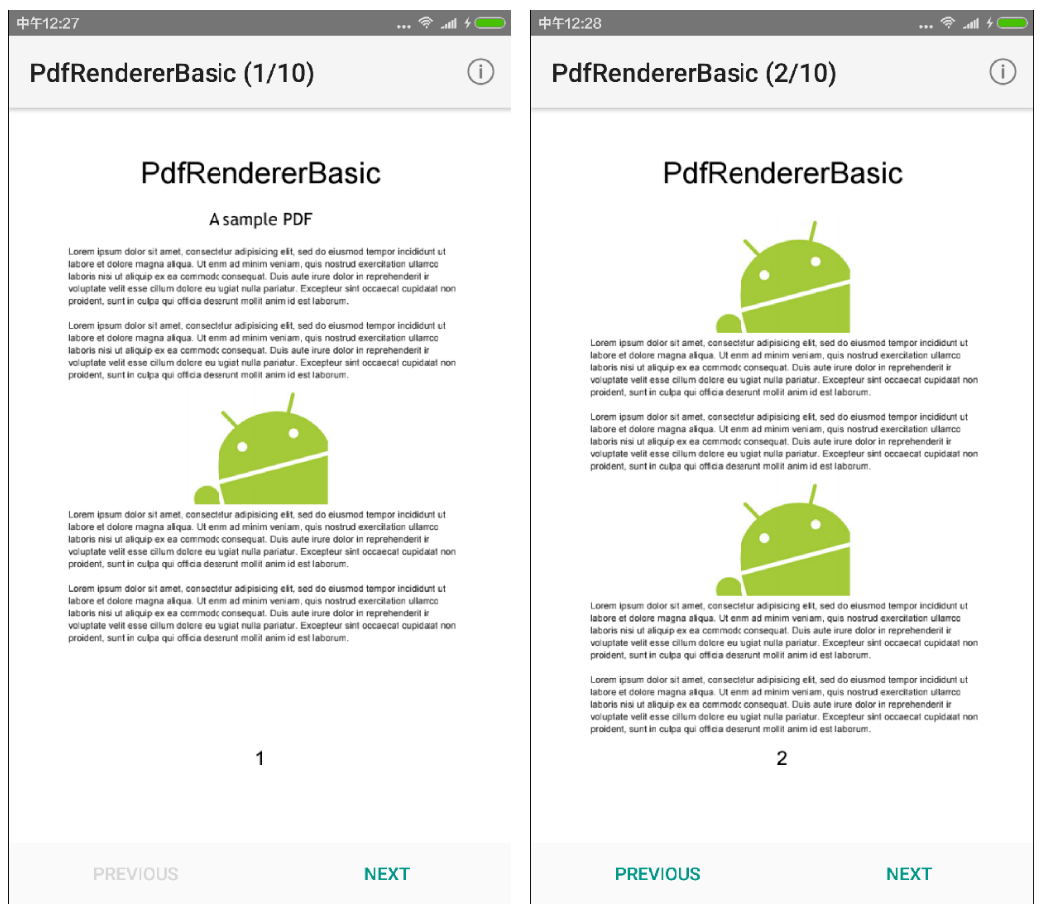 中午12:27
PdfRendererBasic (1/10)
PdfRendererBasic
A sample PDF
Lorem ipsum dolor sit amet, consectetur adipisicing elit, sed do eiusmod tempor incididunt ut
labore et dolore magna aliqua. Ut enim ad minim veniam, quis nostrud exercitation ullamco
laboris nisi ut aliquip ex ea commodo consequat. Duis aute irure dolor in reprehenderit in
voluptate velit esse cillum dolore eu fugiat nulla pariatur. Excepteur sint occaecat cupidatat non
proident, sunt in culpa qui officia deserunt mollit anim id est laborum.
Lorem ipsum dolor sit amet, consectetur adipisicing elit, sed do eiusmod tempor incididunt ut
labore et dolore magna aliqua. Ut enim ad minim veniam, quis nostrud exercitation ullamco
laboris nisi ut aliquip ex ea commodo consequat. Duis aute irure dolor in reprehenderit in
voluptate velit esse cillum dolore eu fugiat nulla pariatur. Excepteur sint occaecat cupidatat non
proident, sunt in culpa qui officia deserunt mollit anim id est laborum.
Lorem ipsum dolor sit amet, consectetur adipisicing elit, sed do eiusmod tempor incididunt ut
labore et dolore magna aliqua. Ut enim ad minim veniam, quis nostrud exercitation ullamco
laboris nisi ut aliquip ex ea commodo consequat. Duis aute irure dolor in reprehenderit in
voluptate velit esse cillum dolore eu fugiat nulla pariatur. Excepteur sint occaecat cupidatat non
proident, sunt in culpa qui officia deserunt mollit anim id est laborum.
Lorem ipsum dolor sit amet, consectetur adipisicing elit, sed do eiusmod tempor incididunt ut
labore et dolore magna aliqua. Ut enim ad minim veniam, quis nostrud exercitation ullamco
laboris nisi ut aliquip ex ea commodo consequat. Duis aute irure dolor in reprehenderit in
voluptate velit esse cillum dolore eu fugiat nulla pariatur. Excepteur sint occaecat cupidatat non
proident, sunt in culpa qui officia deserunt mollit anim id est laborum.
1
PREVIOUS NEXT
中午12:28
PdfRendererBasic (2/10)
PdfRendererBasic
Lorem ipsum dolor sit amet, consectetur adipisicing elit, sed do eiusmod tempor incididunt ut
labore et dolore magna aliqua. Ut enim ad minim veniam, quis nostrud exercitation ullamco
laboris nisi ut aliquip ex ea commodo consequat. Duis aute irure dolor in reprehenderit in
voluptate velit esse cillum dolore eu fugiat nulla pariatur. Excepteur sint occaecat cupidatat non
proident, sunt in culpa qui officia deserunt mollit anim id est laborum.
Lorem ipsum dolor sit amet, consectetur adipisicing elit, sed do eiusmod tempor incididunt ut
labore et dolore magna aliqua. Ut enim ad minim veniam, quis nostrud exercitation ullamco
laboris nisi ut aliquip ex ea commodo consequat. Duis aute irure dolor in reprehenderit in
voluptate velit esse cillum dolore eu fugiat nulla pariatur. Excepteur sint occaecat cupidatat non
proident, sunt in culpa qui officia deserunt mollit anim id est laborum.
Lorem ipsum dolor sit amet, consectetur adipisicing elit, sed do eiusmod tempor incididunt ut
labore et dolore magna aliqua. Ut enim ad minim veniam, quis nostrud exercitation ullamco
laboris nisi ut aliquip ex ea commodo consequat. Duis aute irure dolor in reprehenderit in
voluptate velit esse cillum dolore eu fugiat nulla pariatur. Excepteur sint occaecat cupidatat non
proident, sunt in culpa qui officia deserunt mollit anim id est laborum.
Lorem ipsum dolor sit amet, consectetur adipisicing elit, sed do eiusmod tempor incididunt ut
labore et dolore magna aliqua. Ut enim ad minim veniam, quis nostrud exercitation ullamco
laboris nisi ut aliquip ex ea commodo consequat. Duis aute irure dolor in reprehenderit in
voluptate velit esse cillum dolore eu fugiat nulla pariatur. Excepteur sint occaecat cupidatat non
proident, sunt in culpa qui officia deserunt mollit anim id est laborum.
2
PREVIOUS NEXT